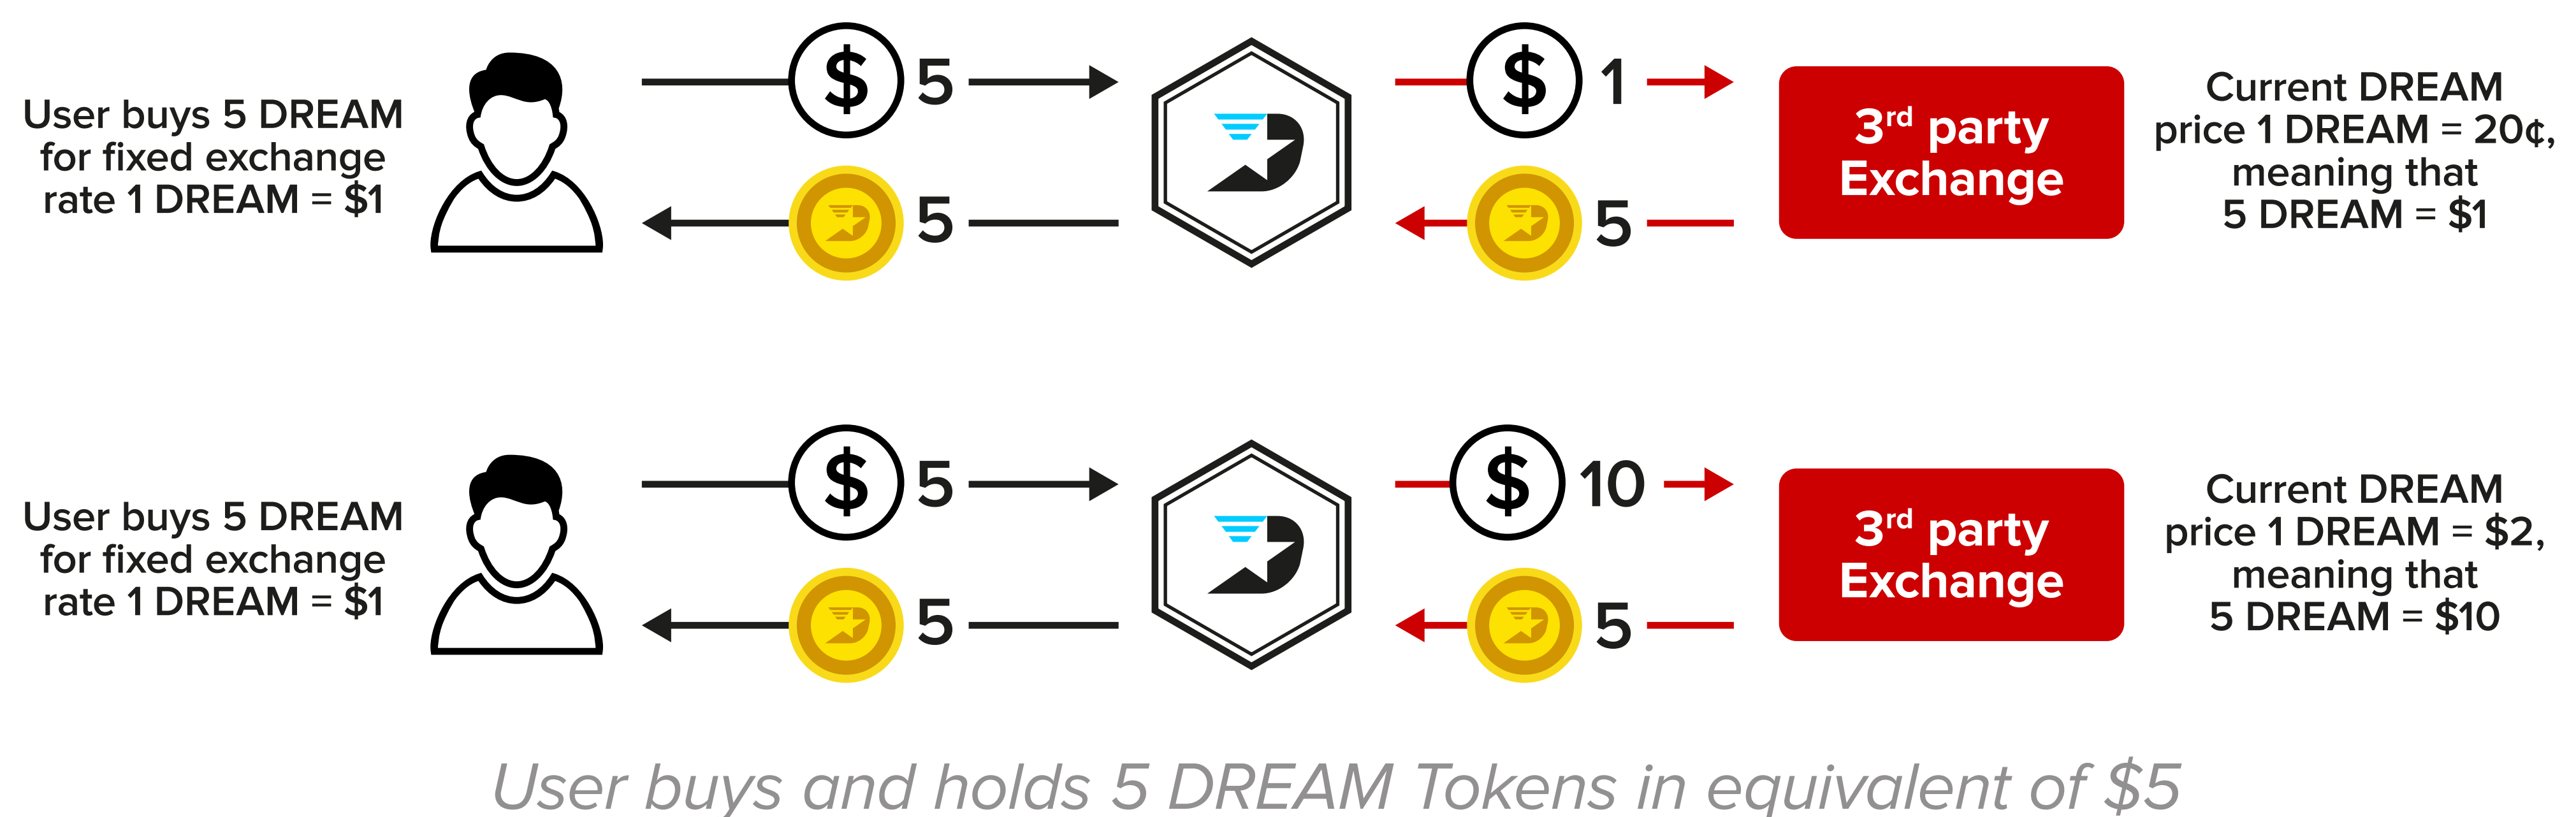 User buys 5 DREAM
for fixed exchange
rate 1 DREAM = $1
$ 5
5
$ 1
5
3rd party
Exchange
Current DREAM
price 1 DREAM = 20¢,
meaning that
5 DREAM = $1
User buys 5 DREAM
for fixed exchange
rate 1 DREAM = $1
$ 5
5
$ 10
5
3rd party
Exchange
Current DREAM
price 1 DREAM = $2,
meaning that
5 DREAM = $10
User buys and holds 5 DREAM Tokens in equivalent of $5